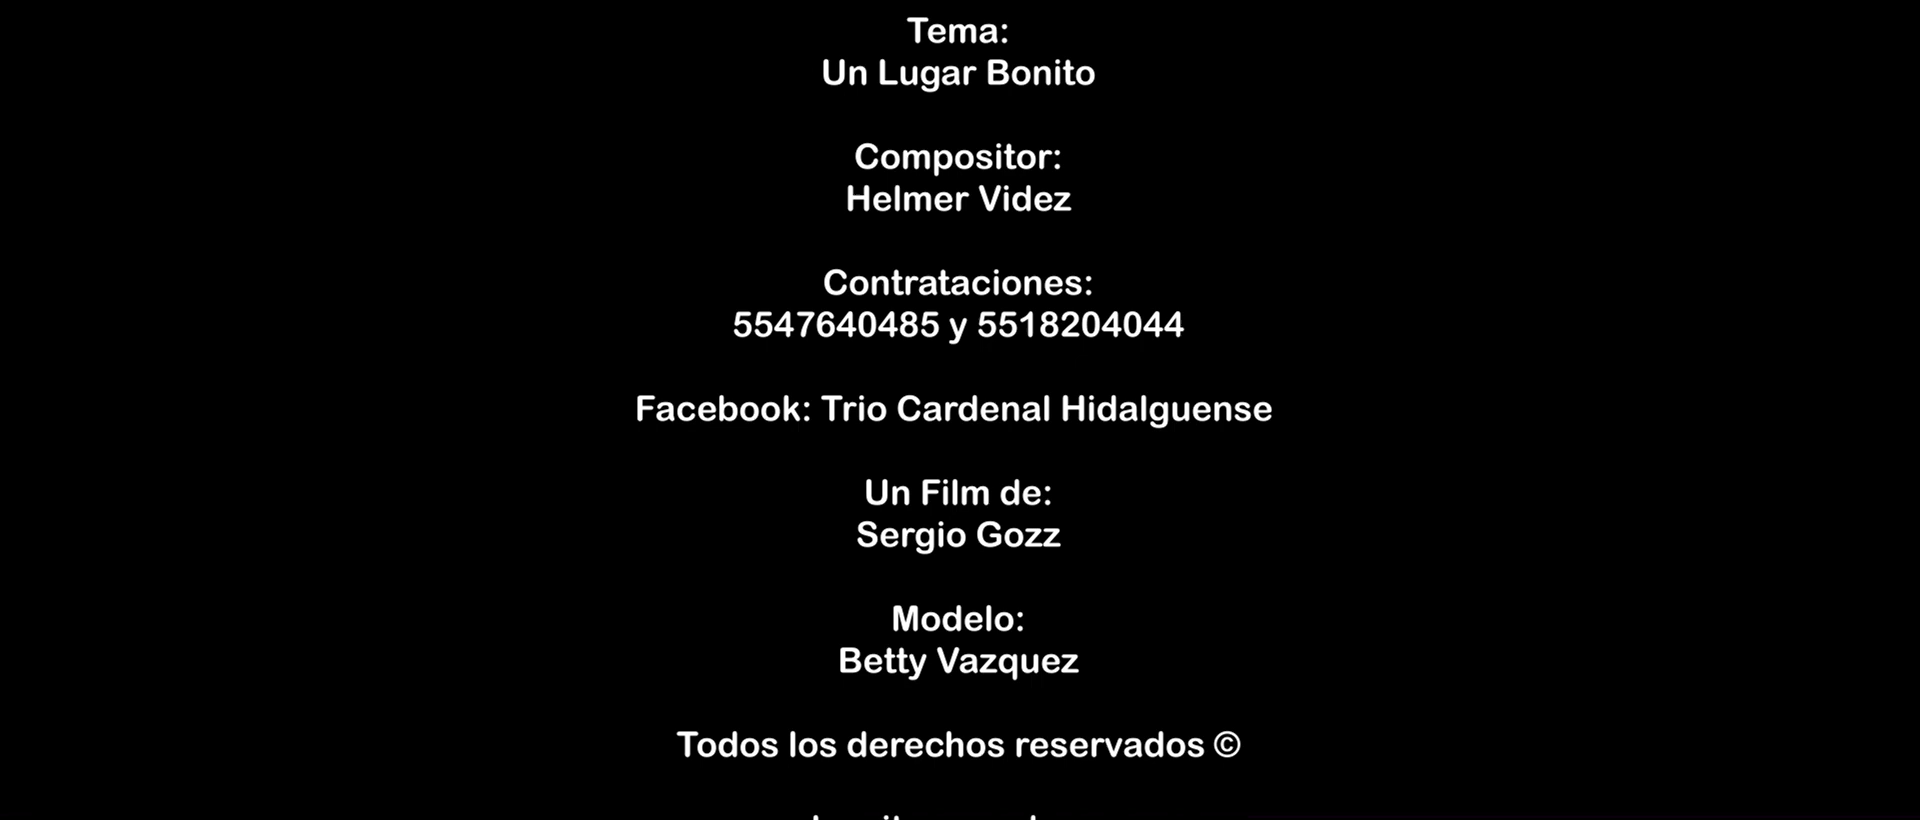 Tema:
Un Lugar Bonito
Compositor:
Helmer Videz
Contrataciones:
5547640485 y 5518204044
Facebook: Trio Cardenal Hidalguense
Un Film de:
Sergio Gozz
Modelo:
Betty Vazquez
Todos los derechos reservados ©